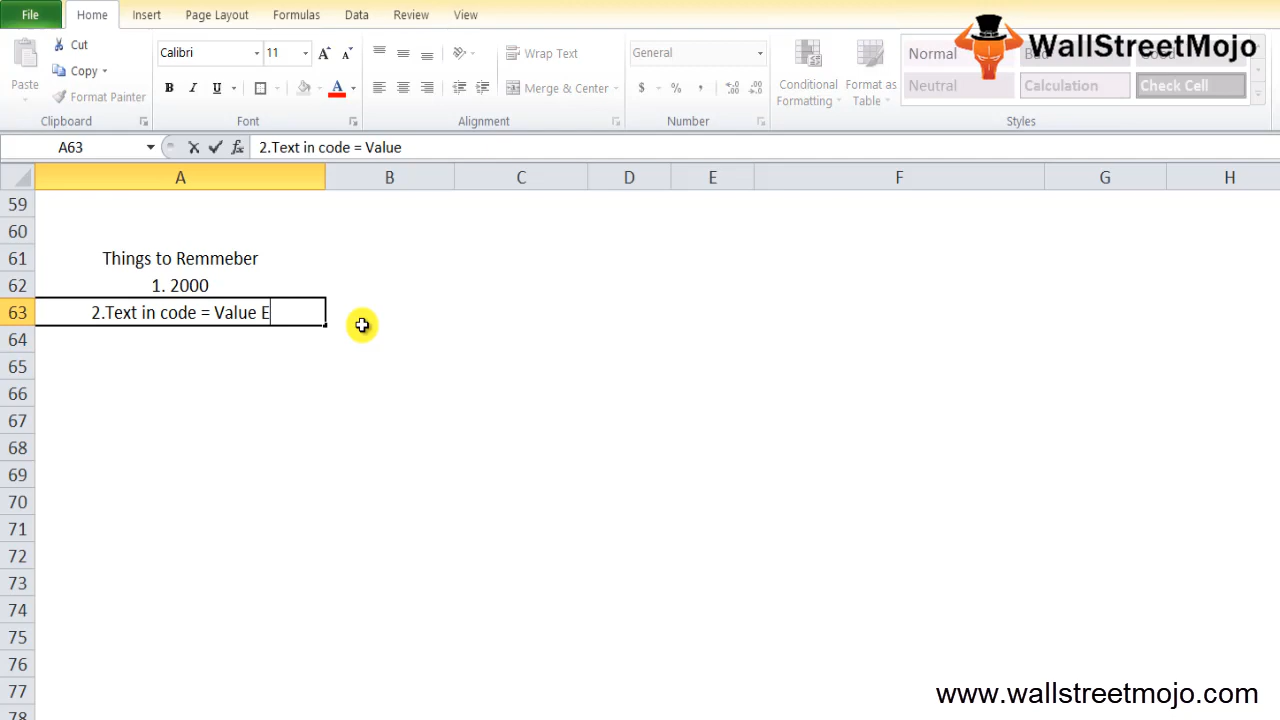 File Home Insert Page Layout Formulas Data Review View
WallStreetMojo
Cut
Copy
Format Painter
Paste
Clipboard
Calibri 11
B I U A
Font
Wrap Text
Merge & Center
Alignment
General
$ % ,
Number
Conditional Formatting
Format as Table
Normal
Neutral Calculation Check Cell
Styles
A63 fx 2.Text in code = Value
A B C D E F G H
59
60
61 Things to Remmeber
62 1. 2000
63 2.Text in code = Value E
64
65
66
67
68
69
70
71
72
73
74
75
76
77
78
www.wallstreetmojo.com